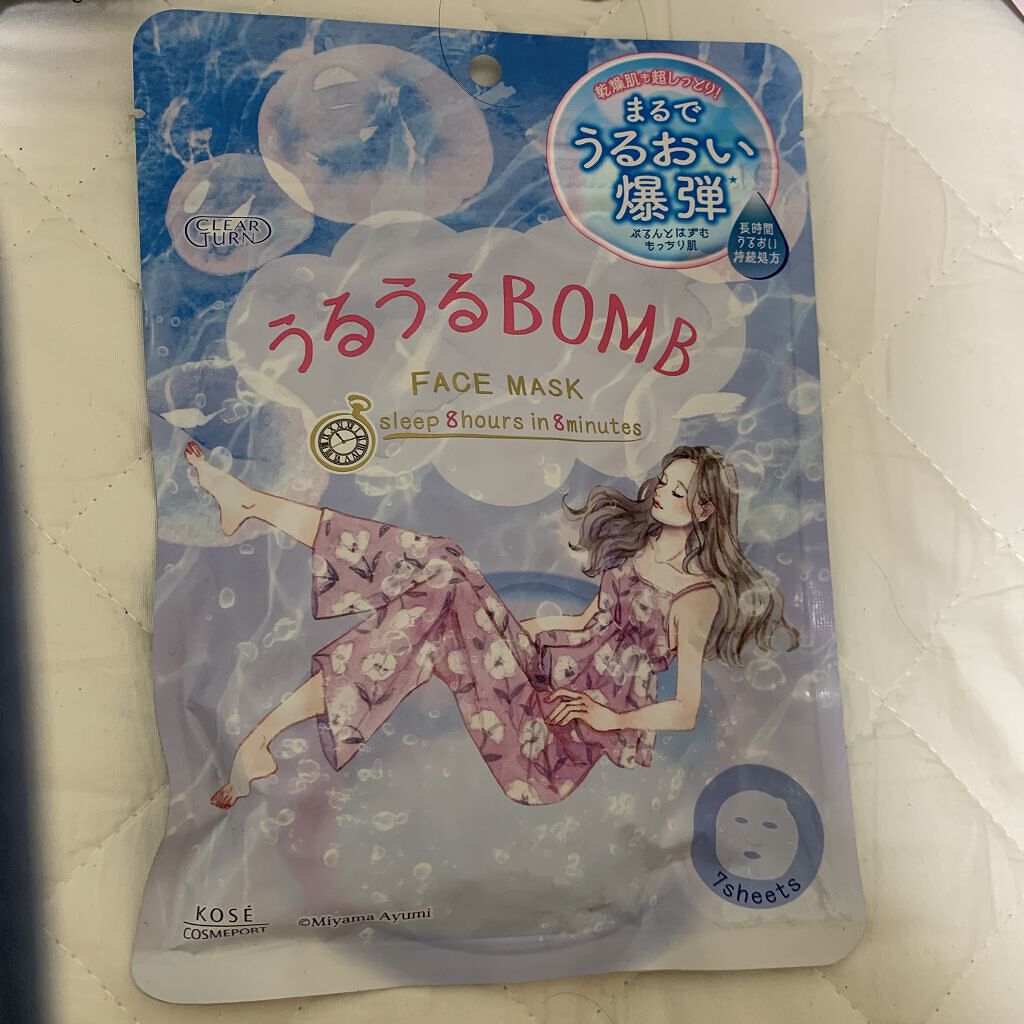 乾燥肌も超しっとり!
まるで
うるおい
爆弾★
ぷるんとはずむ
もっちり肌
長時間
うるおい
持続処方
CLEAR
TURN
うるうるBOMB
FACE MASK
sleep 8hours in 8minutes
7sheets
KOSÉ
COSMEPORT
©Miyama Ayumi